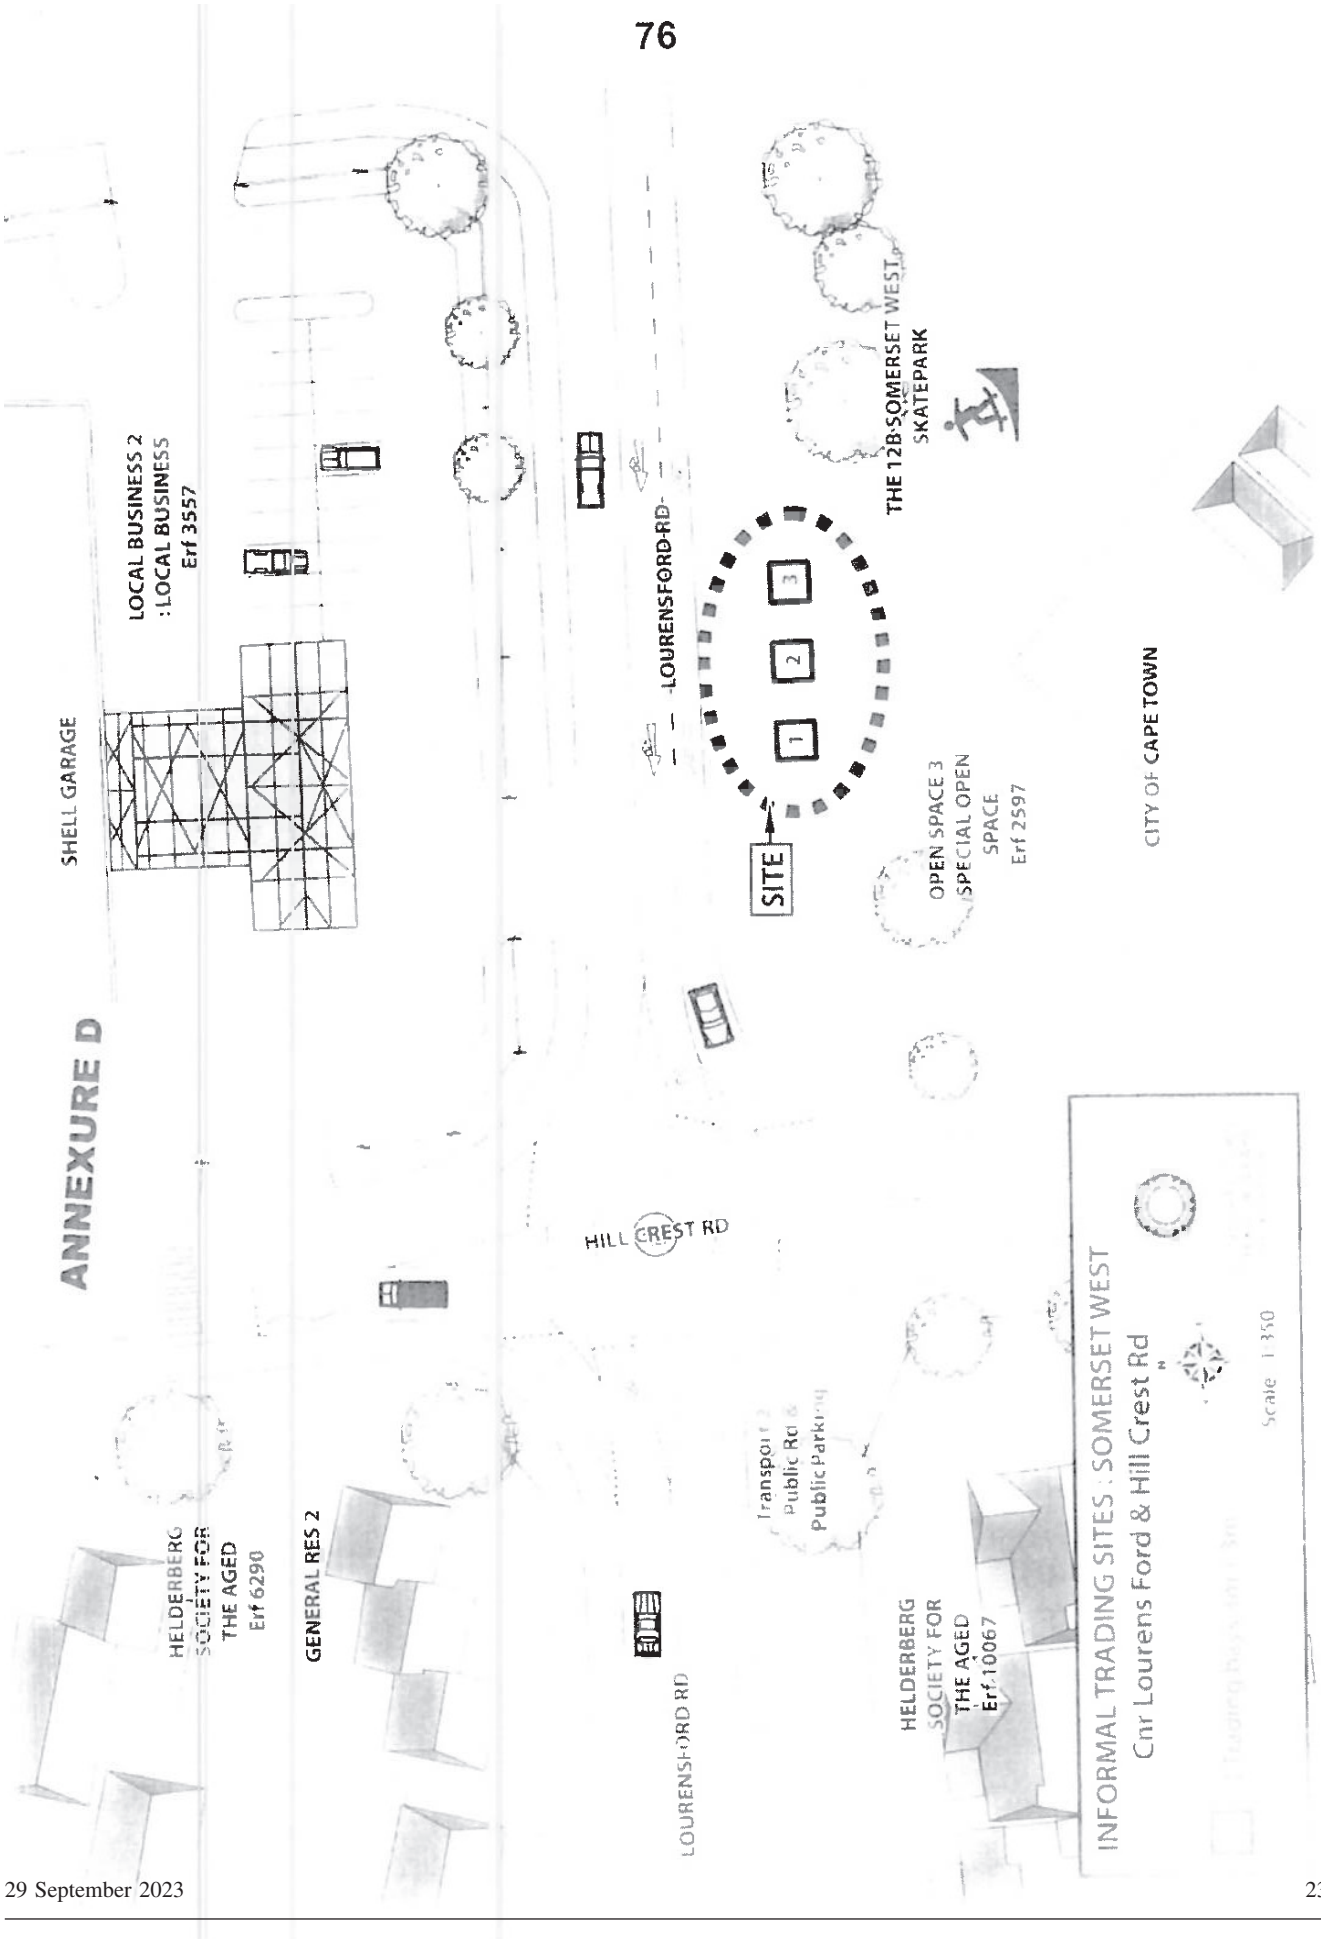 76
ANNEXURE D
SHELL GARAGE
LOCAL BUSINESS 2
: LOCAL BUSINESS
Erf 3557
HELDERBERG
SOCIETY FOR
THE AGED
Erf 6290
GENERAL RES 2
HILL CREST RD
LOURENSFORD RD
LOURENSFORD RD
SITE
1
2
3
THE 12B SOMERSET WEST
SKATEPARK
OPEN SPACE 3
/SPECIAL OPEN
SPACE
Erf 2597
Transport 2
Public Rd &
Public Parking
HELDERBERG
SOCIETY FOR
THE AGED
Erf 10067
CITY OF CAPE TOWN
INFORMAL TRADING SITES : SOMERSET WEST
Cnr Lourens Ford & Hill Crest Rd
N
Scale 1:350
29 September 2023